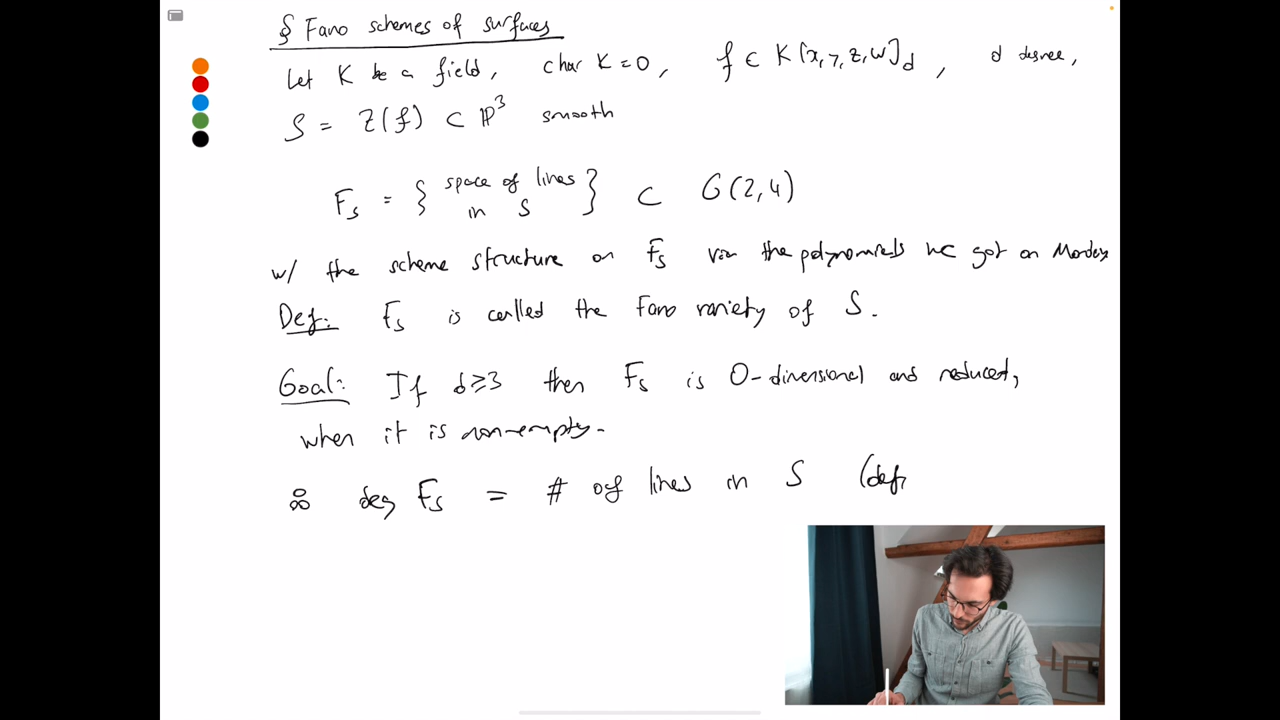 § Fano schemes of surfaces
Let K be a field, char K = 0, f ∈ K[x,y,z,w]_d, d degree,
S = Z(f) ⊂ ℙ³ smooth
F_S = { space of lines in S } ⊂ G(2,4)
w/ the scheme structure on F_S via the polynomials we got on Monday
Def: F_S is called the Fano variety of S.
Goal: If d≥3 then F_S is 0-dimensional and reduced,
when it is non-empty.
∴ deg F_S = # of lines in S (def,